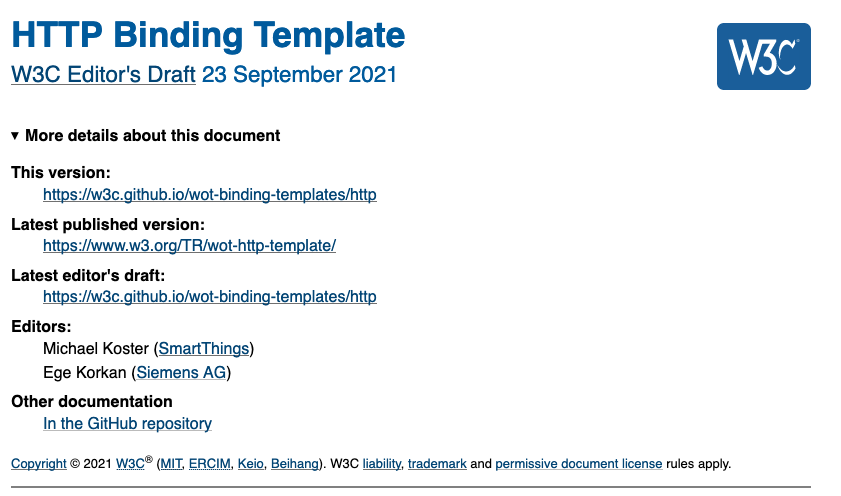 HTTP Binding Template
W3C
W3C Editor's Draft 23 September 2021
▼ More details about this document
This version:
https://w3c.github.io/wot-binding-templates/http
Latest published version:
https://www.w3.org/TR/wot-http-template/
Latest editor's draft:
https://w3c.github.io/wot-binding-templates/http
Editors:
Michael Koster (SmartThings)
Ege Korkan (Siemens AG)
Other documentation
In the GitHub repository
Copyright © 2021 W3C® (MIT, ERCIM, Keio, Beihang). W3C liability, trademark and permissive document license rules apply.